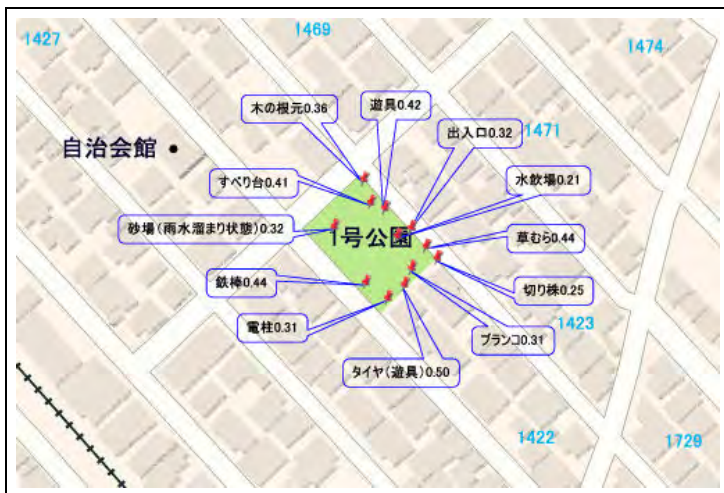 1427
1469
1474
木の根元0.36
遊具0.42
出入口0.32
1471
自治会館
すべり台0.41
水飲場0.21
砂場(雨水溜まり状態)0.32
1号公園
草むら0.44
鉄棒0.44
切り株0.25
電柱0.31
ブランコ0.31
1423
タイヤ(遊具)0.50
1422
1729